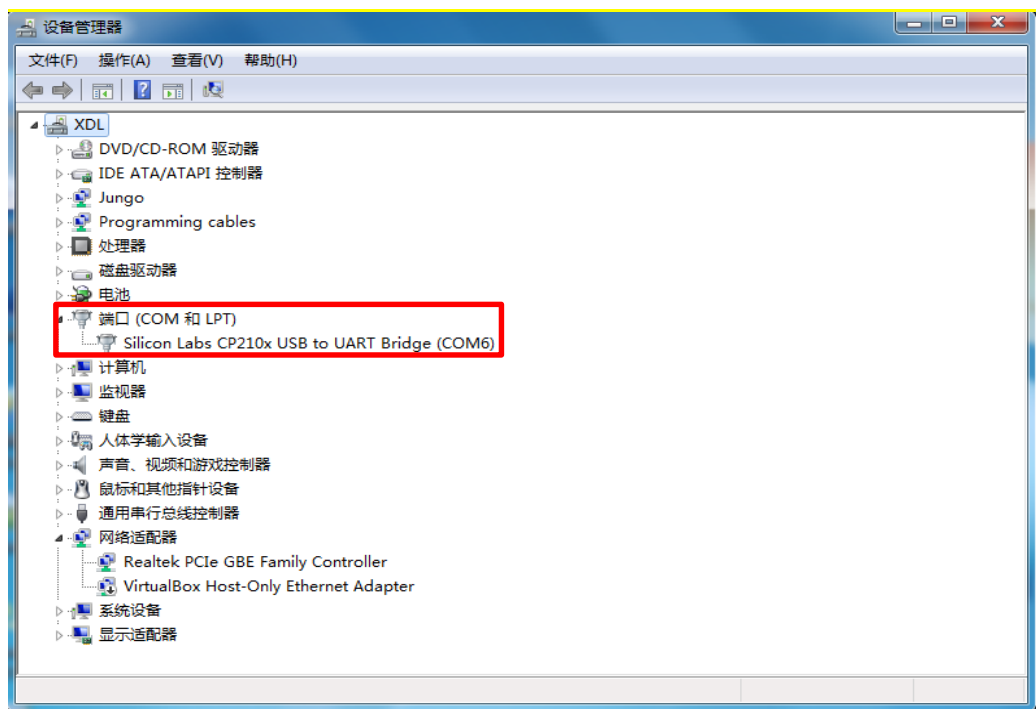 设备管理器
文件(F) 操作(A) 查看(V) 帮助(H)
XDL
DVD/CD-ROM 驱动器
IDE ATA/ATAPI 控制器
Jungo
Programming cables
处理器
磁盘驱动器
电池
端口 (COM 和 LPT)
Silicon Labs CP210x USB to UART Bridge (COM6)
计算机
监视器
键盘
人体学输入设备
声音、视频和游戏控制器
鼠标和其他指针设备
通用串行总线控制器
网络适配器
Realtek PCIe GBE Family Controller
VirtualBox Host-Only Ethernet Adapter
系统设备
显示适配器